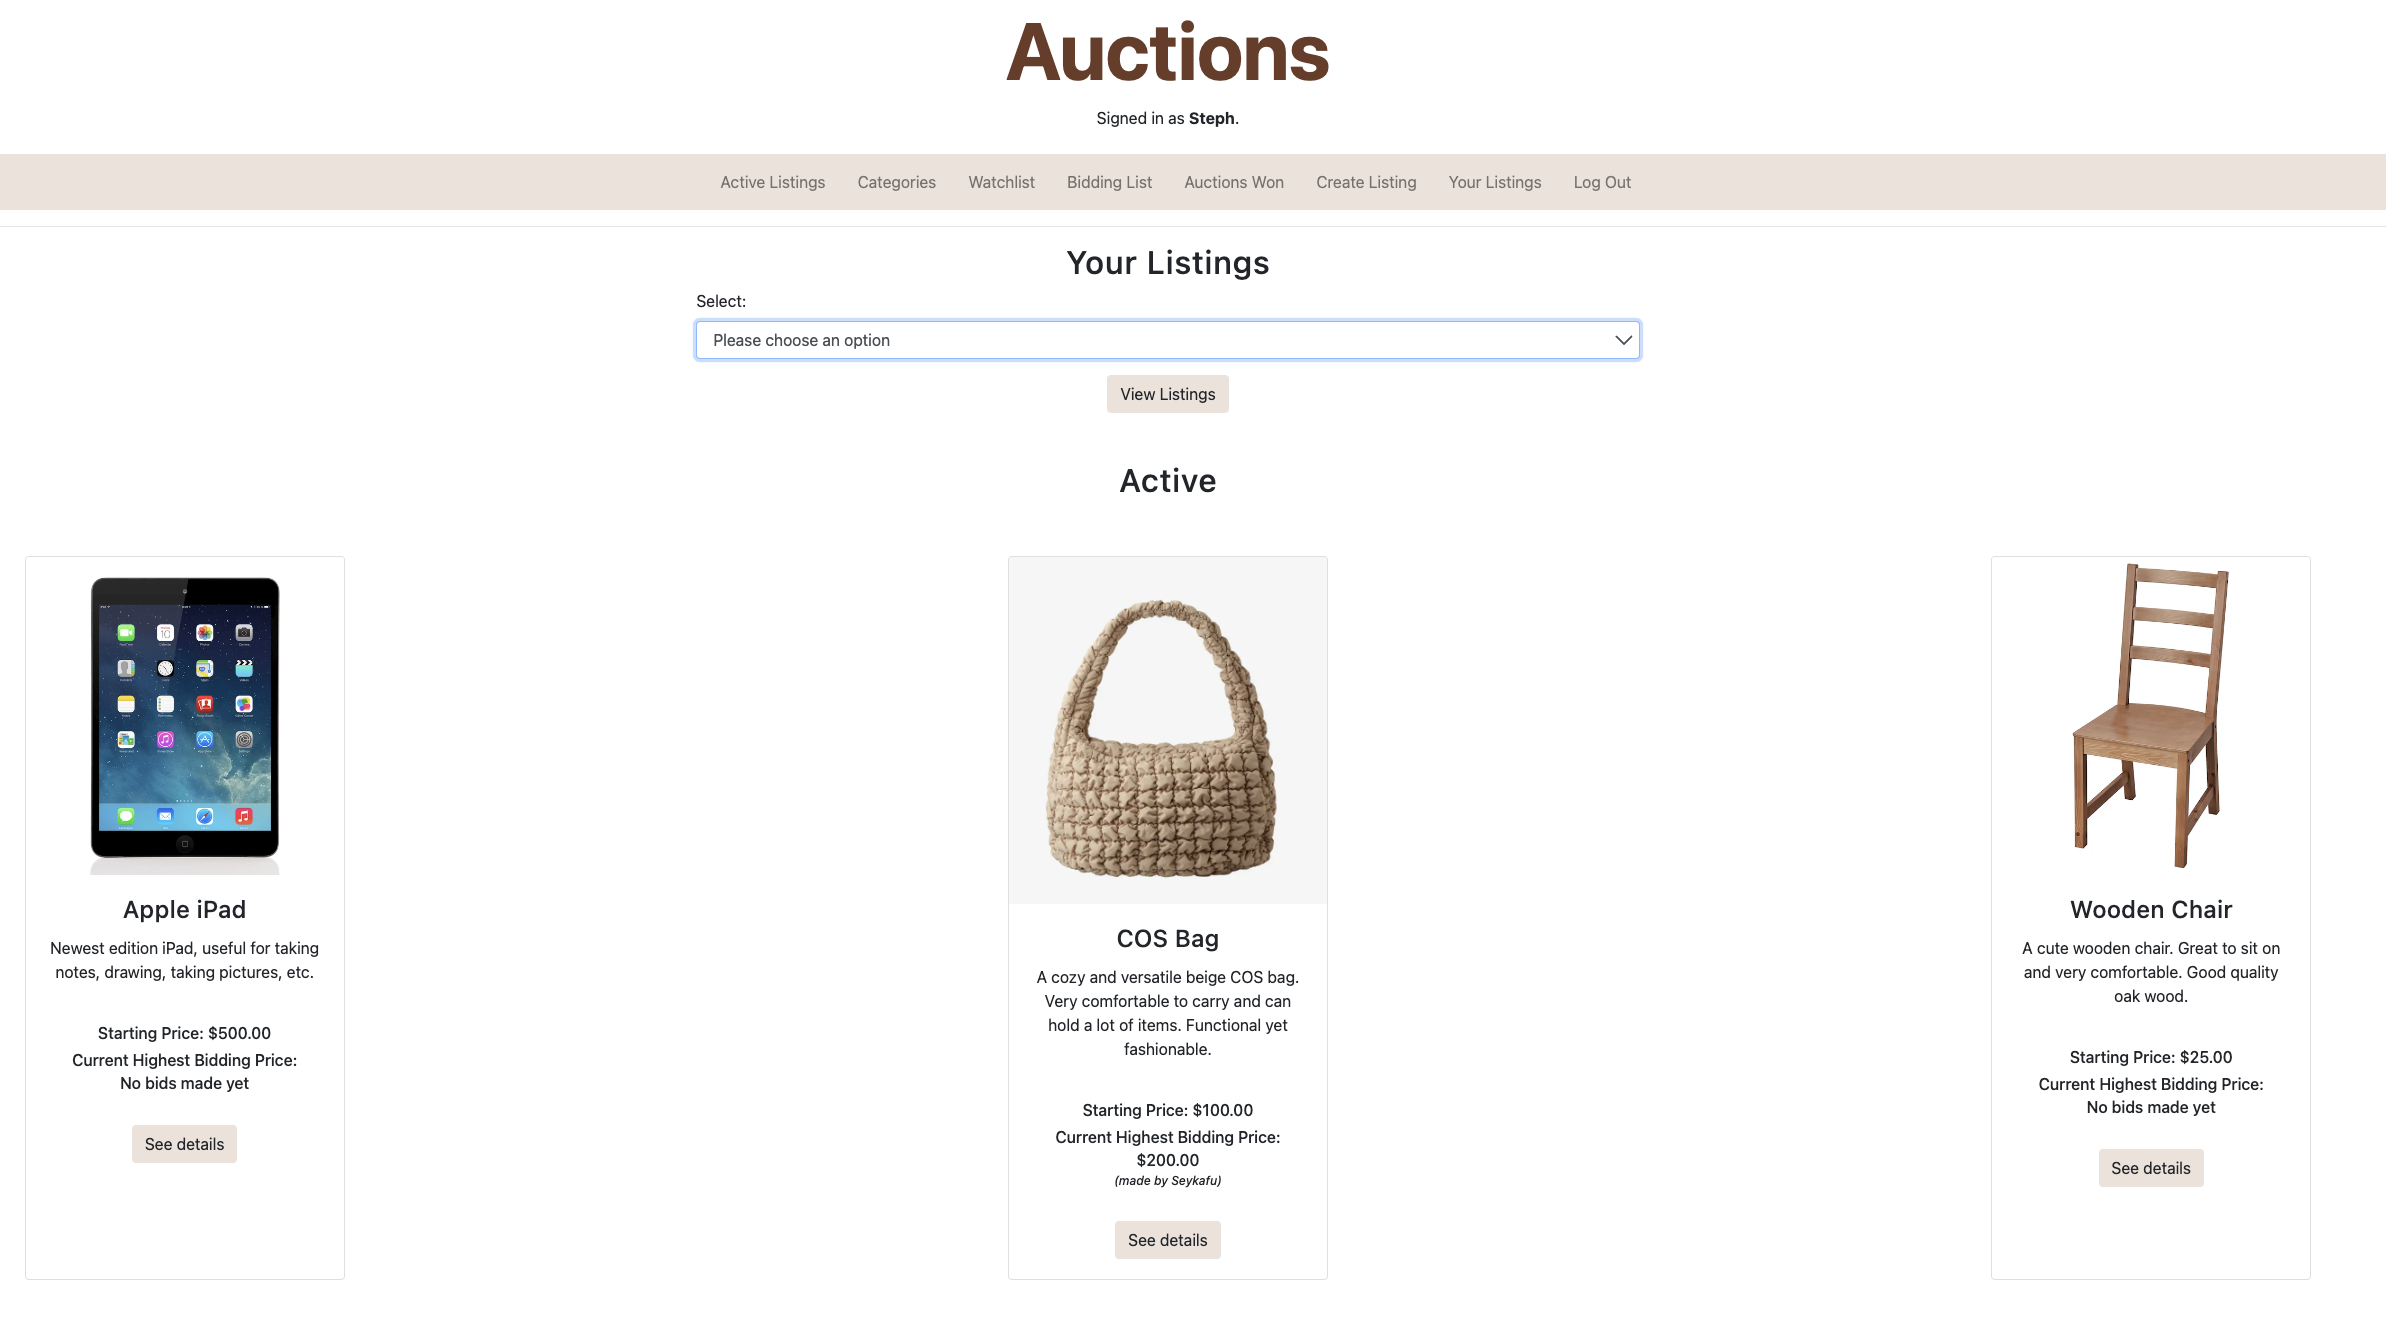 Auctions
Signed in as Steph.
Active Listings Categories Watchlist Bidding List Auctions Won Create Listing Your Listings Log Out
Your Listings
Select:
Please choose an option
View Listings
Active
Apple iPad
Newest edition iPad, useful for taking
notes, drawing, taking pictures, etc.
Starting Price: $500.00
Current Highest Bidding Price:
No bids made yet
See details
COS Bag
A cozy and versatile beige COS bag.
Very comfortable to carry and can
hold a lot of items. Functional yet
fashionable.
Starting Price: $100.00
Current Highest Bidding Price:
$200.00
(made by Seykafu)
See details
Wooden Chair
A cute wooden chair. Great to sit on
and very comfortable. Good quality
oak wood.
Starting Price: $25.00
Current Highest Bidding Price:
No bids made yet
See details